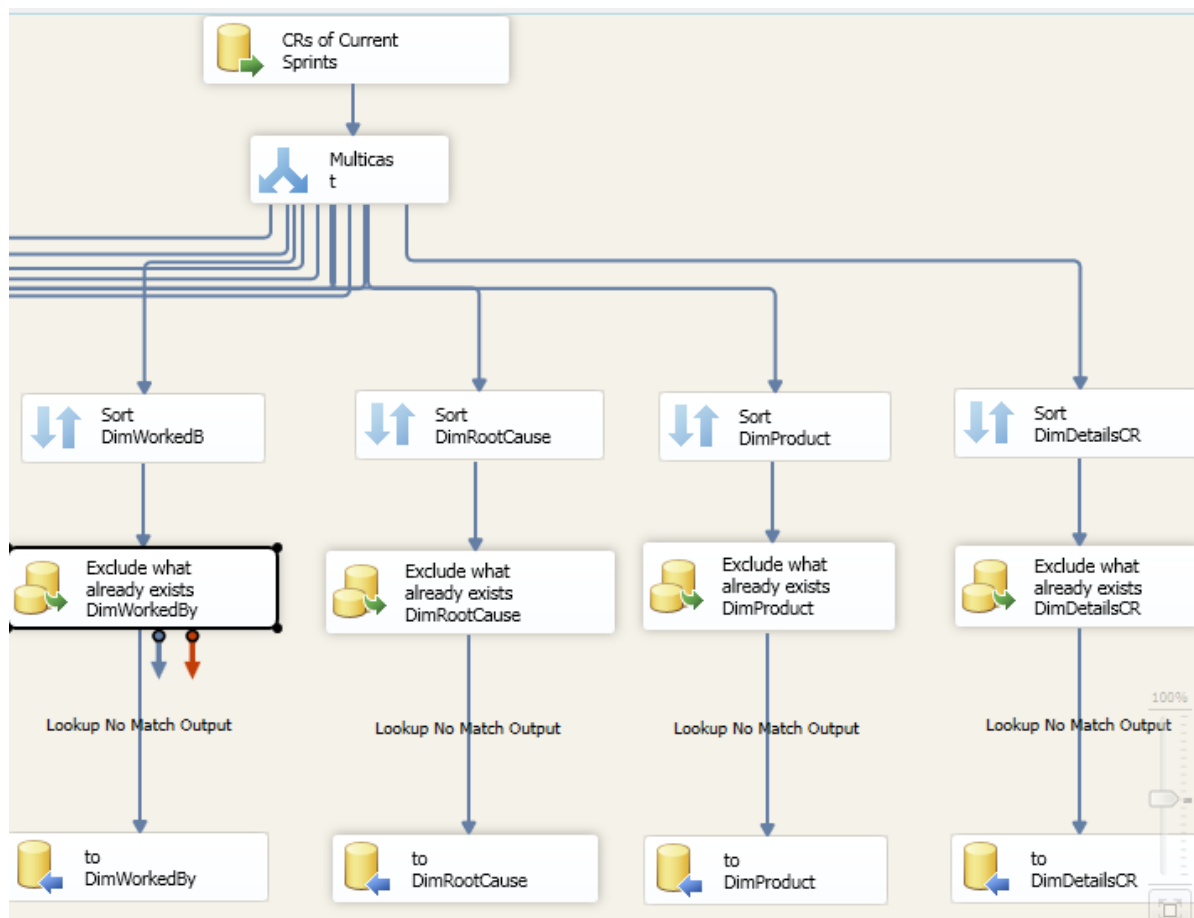 CRs of Current
Sprints
Multicas
t
Sort
DimWorkedB
Sort
DimRootCause
Sort
DimProduct
Sort
DimDetailsCR
Exclude what
already exists
DimWorkedBy
Exclude what
already exists
DimRootCause
Exclude what
already exists
DimProduct
Exclude what
already exists
DimDetailsCR
100%
Lookup No Match Output
Lookup No Match Output
Lookup No Match Output
Lookup No Match Output
to
DimWorkedBy
to
DimRootCause
to
DimProduct
to
DimDetailsCR